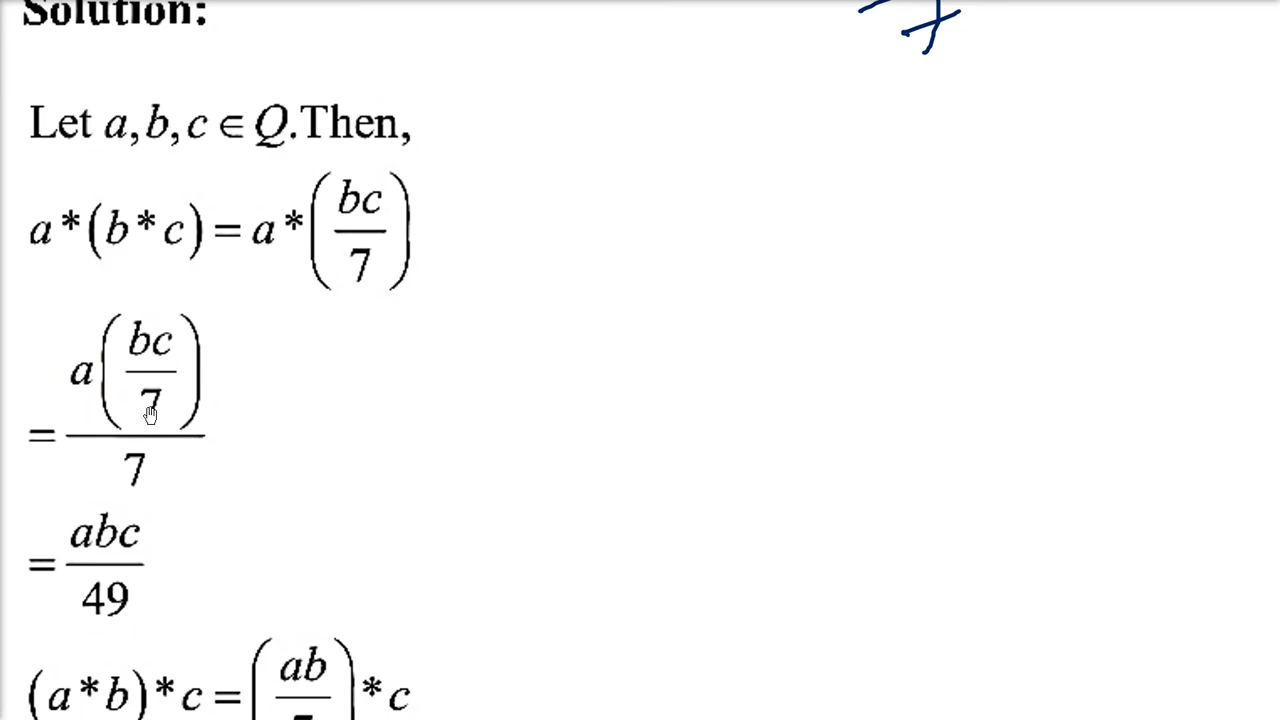 Solution:
Let a, b, c ∈ Q.Then,
a * (b * c) = a * (bc/7)
= a(bc/7)/7
= abc/49
(a * b) * c = (ab/7) * c